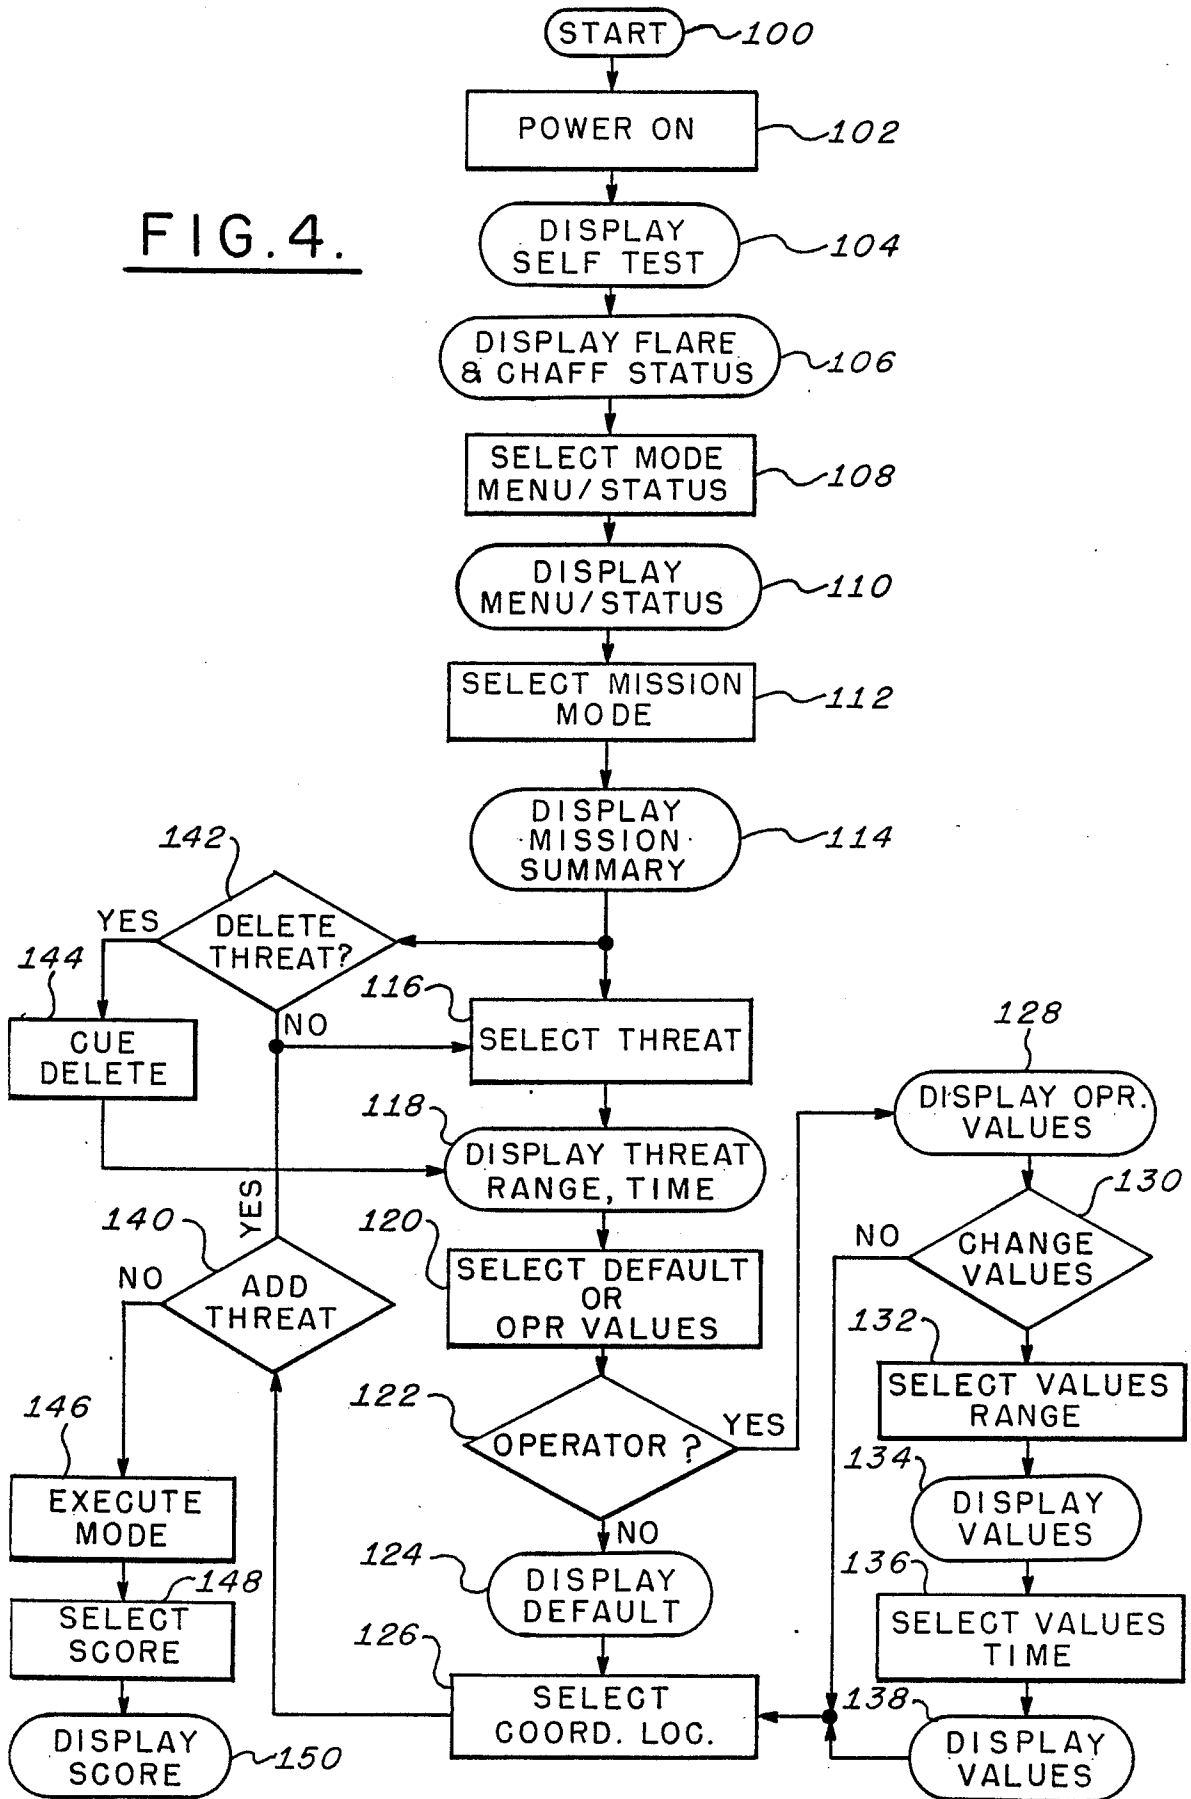 START
100
POWER ON
102
FIG.4.
DISPLAY
SELF TEST
104
DISPLAY FLARE
& CHAFF STATUS
106
SELECT MODE
MENU/STATUS
108
DISPLAY
MENU/STATUS
110
SELECT MISSION
MODE
112
DISPLAY
MISSION
SUMMARY
114
142
DELETE
THREAT?
YES
NO
144
CUE
DELETE
116
SELECT THREAT
118
DISPLAY THREAT
RANGE, TIME
120
SELECT DEFAULT
OR
OPR VALUES
122
OPERATOR ?
YES
NO
124
DISPLAY
DEFAULT
126
SELECT
COORD. LOC.
128
DISPLAY OPR.
VALUES
130
CHANGE
VALUES
NO
132
SELECT VALUES
RANGE
134
DISPLAY
VALUES
136
SELECT VALUES
TIME
138
DISPLAY
VALUES
140
ADD
THREAT
YES
NO
146
EXECUTE
MODE
148
SELECT
SCORE
DISPLAY
SCORE
150